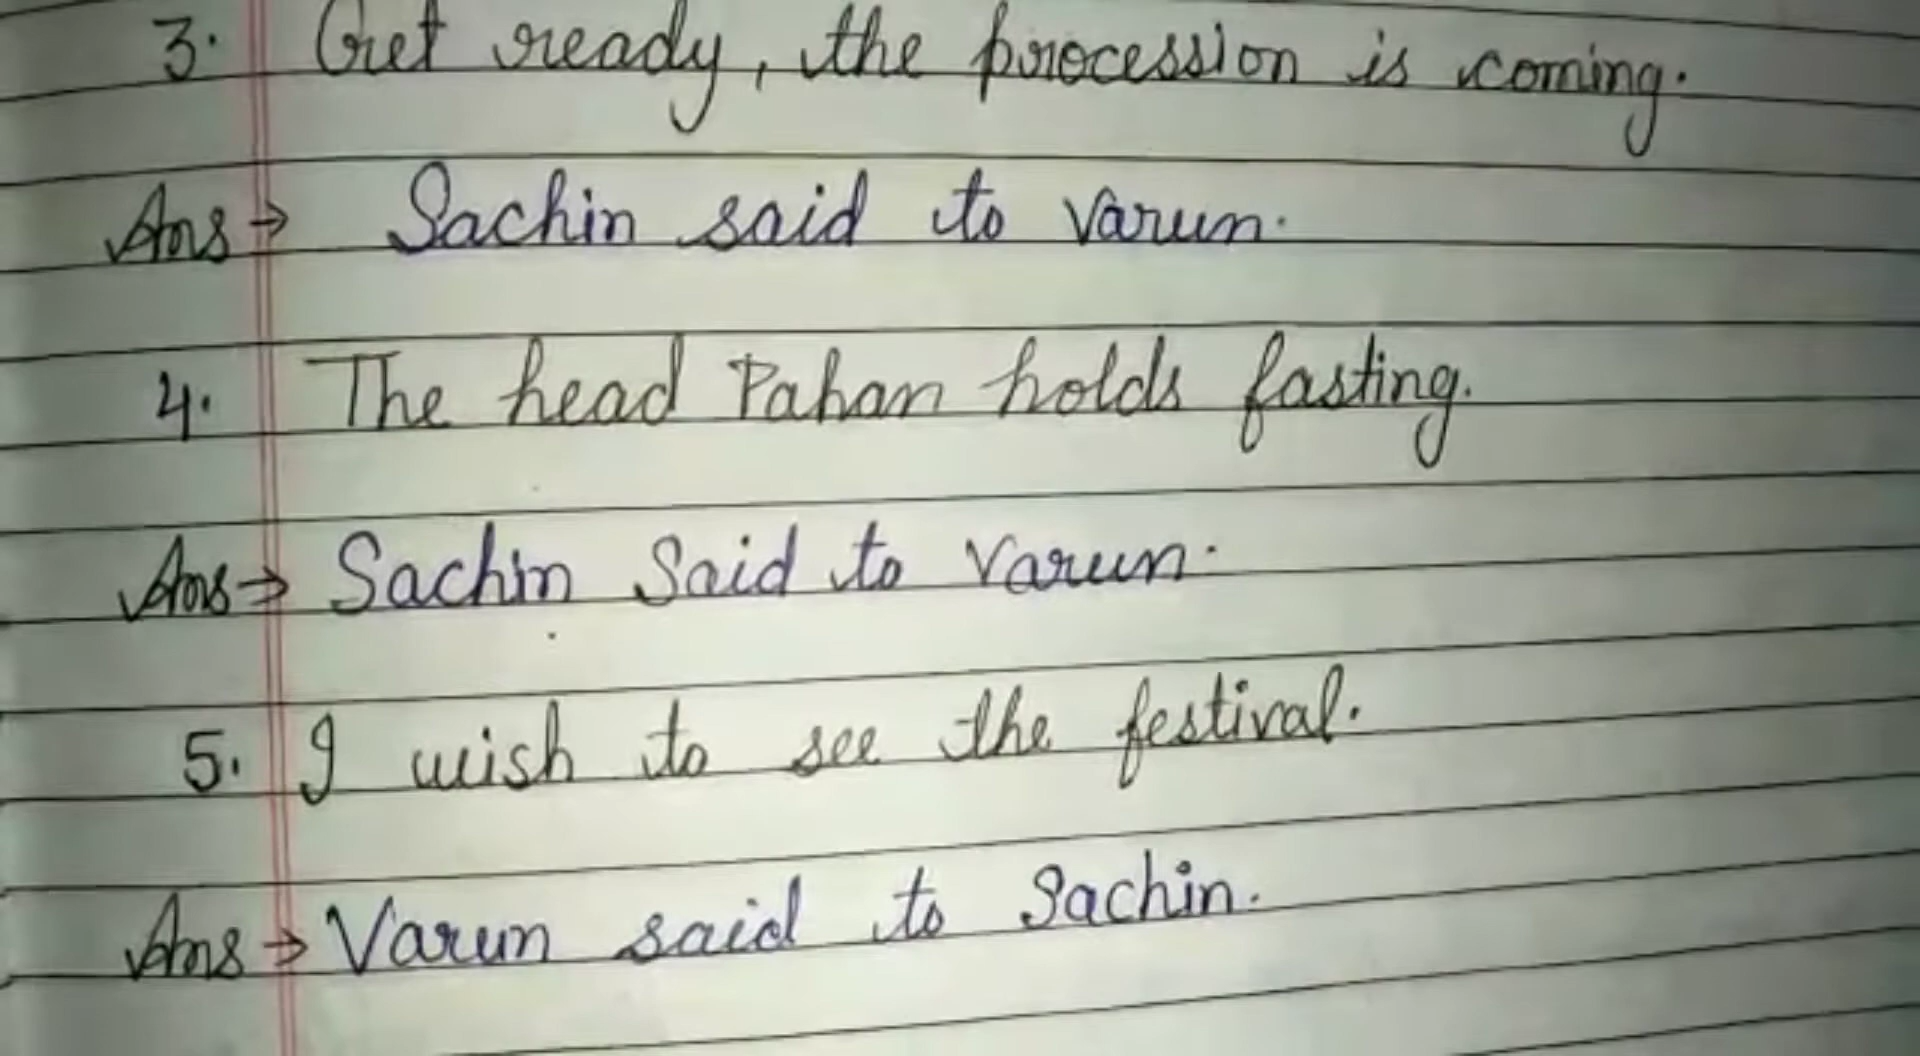 3. Get ready, the procession is coming.
Ans→ Sachin said to Varun.
4. The head Pahan holds fasting.
Ans→ Sachin Said to Varun.
5. I wish to see the festival.
Ans→ Varun said to Sachin.